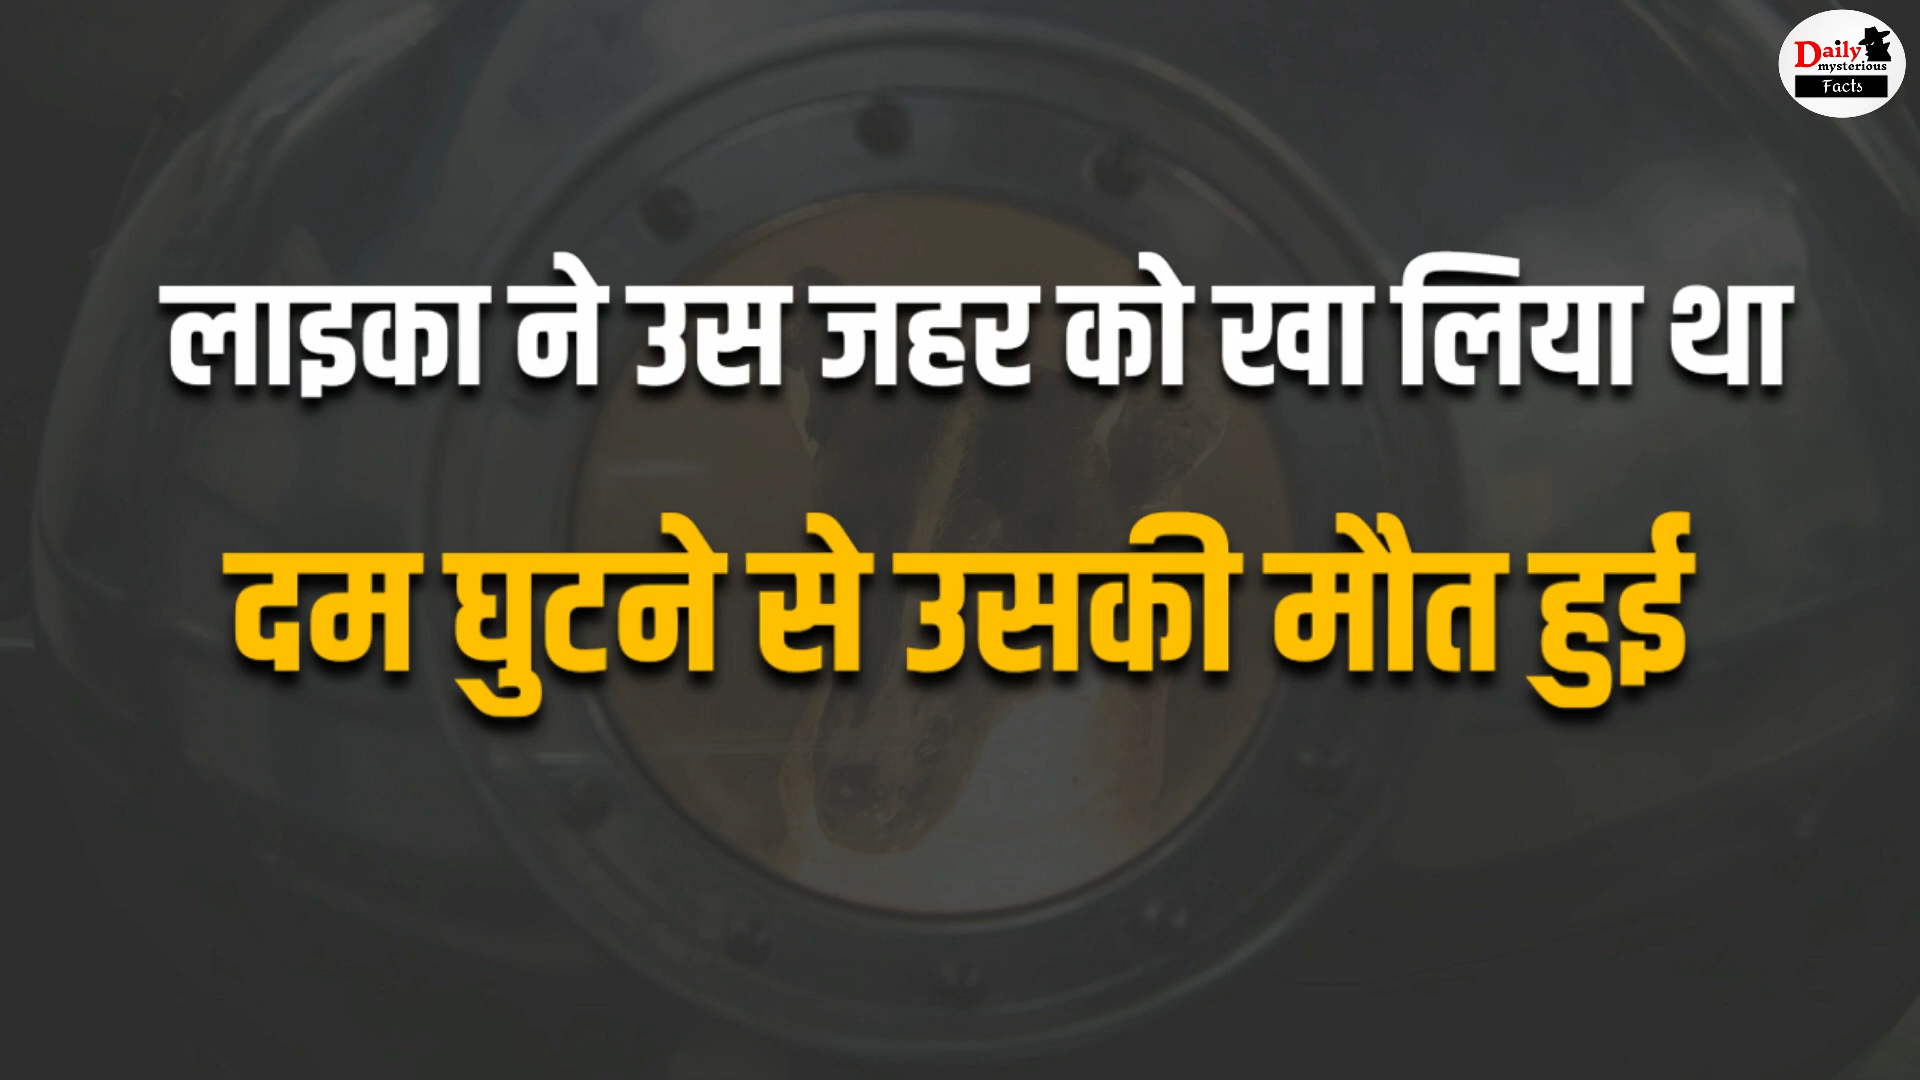 Daily
mysterious
Facts
लाइका ने उस जहर को खा लिया था
दम घुटने से उसकी मौत हुई